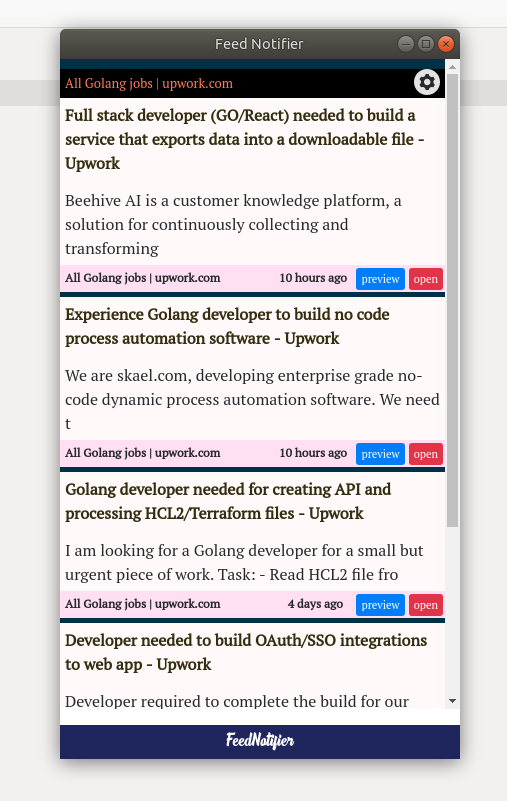 Feed Notifier
All Golang jobs | upwork.com
Full stack developer (GO/React) needed to build a
service that exports data into a downloadable file -
Upwork
Beehive AI is a customer knowledge platform, a
solution for continuously collecting and
transforming
All Golang jobs | upwork.com 10 hours ago preview open
Experience Golang developer to build no code
process automation software - Upwork
We are skael.com, developing enterprise grade no-
code dynamic process automation software. We need
t
All Golang jobs | upwork.com 10 hours ago preview open
Golang developer needed for creating API and
processing HCL2/Terraform files - Upwork
I am looking for a Golang developer for a small but
urgent piece of work. Task: - Read HCL2 file fro
All Golang jobs | upwork.com 4 days ago preview open
Developer needed to build OAuth/SSO integrations
to web app - Upwork
Developer required to complete the build for our
FeedNotifier